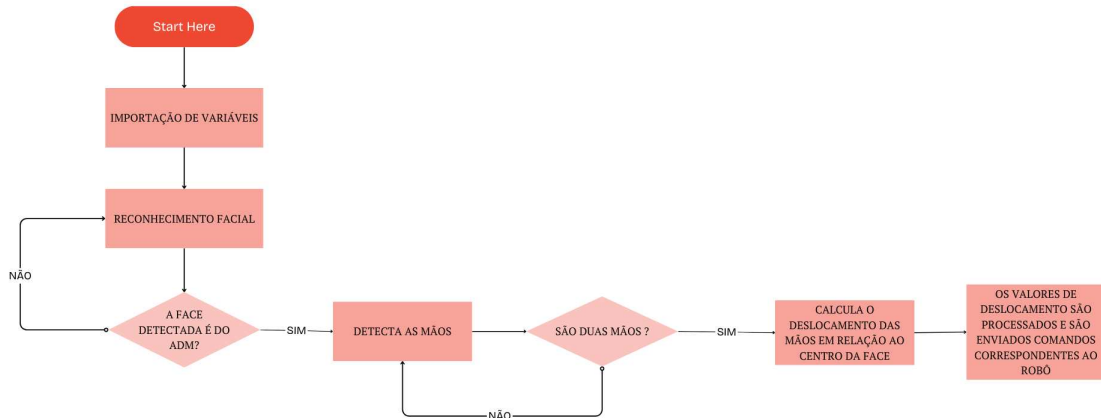 Start Here
IMPORTAÇÃO DE VARIÁVEIS
RECONHECIMENTO FACIAL
NÃO
A FACE
DETECTADA É DO
ADM?
SIM
DETECTA AS MÃOS
SÃO DUAS MÃOS ?
NÃO
SIM
CALCULA O
DESLOCAMENTO DAS
MÃOS EM RELAÇÃO AO
CENTRO DA FACE
OS VALORES DE
DESLOCAMENTO SÃO
PROCESSADOS E SÃO
ENVIADOS COMANDOS
CORRESPONDENTES AO
ROBÔ